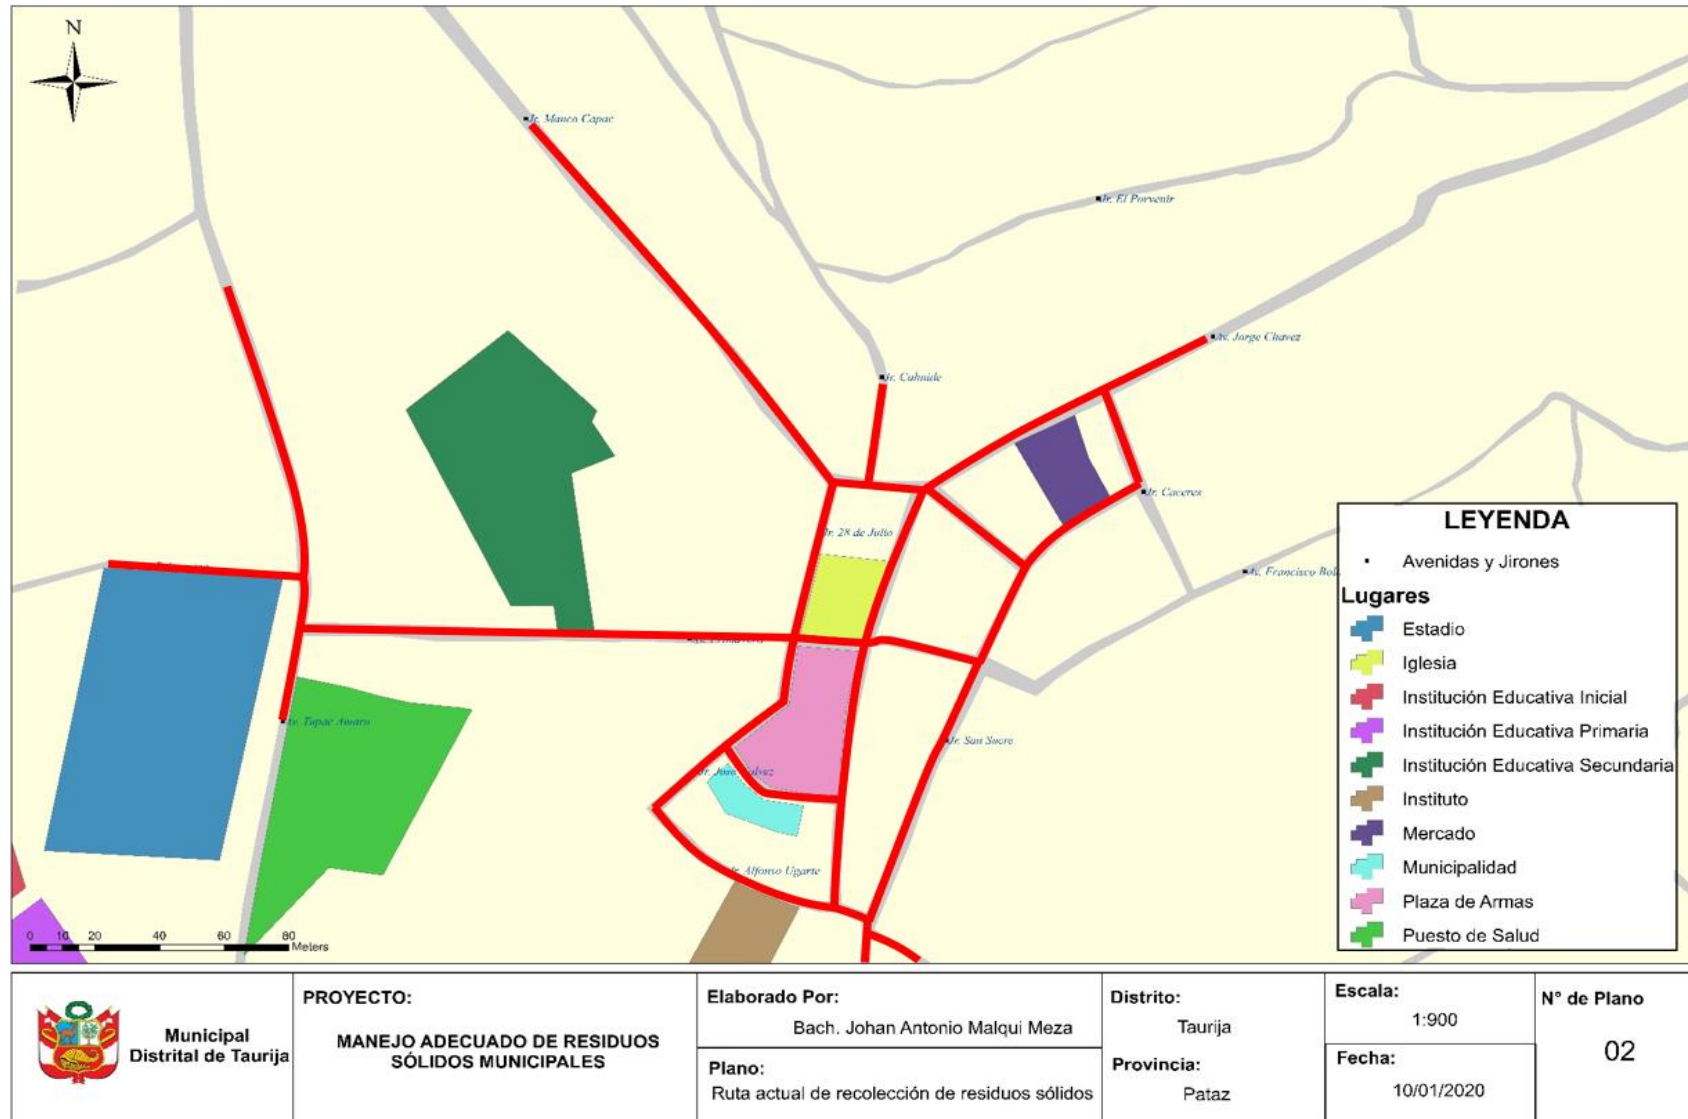 N
Jr. Manco Capac
Jr. El Porvenir
Av. Jorge Chavez
Jr. Cahuide
Jr. Caceres
Jr. 28 de Julio
Av. Francisco Bol
Av. Tupac Amaru
Jr. San Sucre
Jr. Alfonso Ugarte
0 10 20 40 60 80
Meters
LEYENDA
Avenidas y Jirones
Lugares
Estadio
Iglesia
Institución Educativa Inicial
Institución Educativa Primaria
Institución Educativa Secundaria
Instituto
Mercado
Municipalidad
Plaza de Armas
Puesto de Salud
Municipal
Distrital de Taurija
PROYECTO:
MANEJO ADECUADO DE RESIDUOS
SÓLIDOS MUNICIPALES
Elaborado Por:
Bach. Johan Antonio Malqui Meza
Plano:
Ruta actual de recolección de residuos sólidos
Distrito:
Taurija
Provincia:
Pataz
Escala:
1:900
Fecha:
10/01/2020
N° de Plano
02